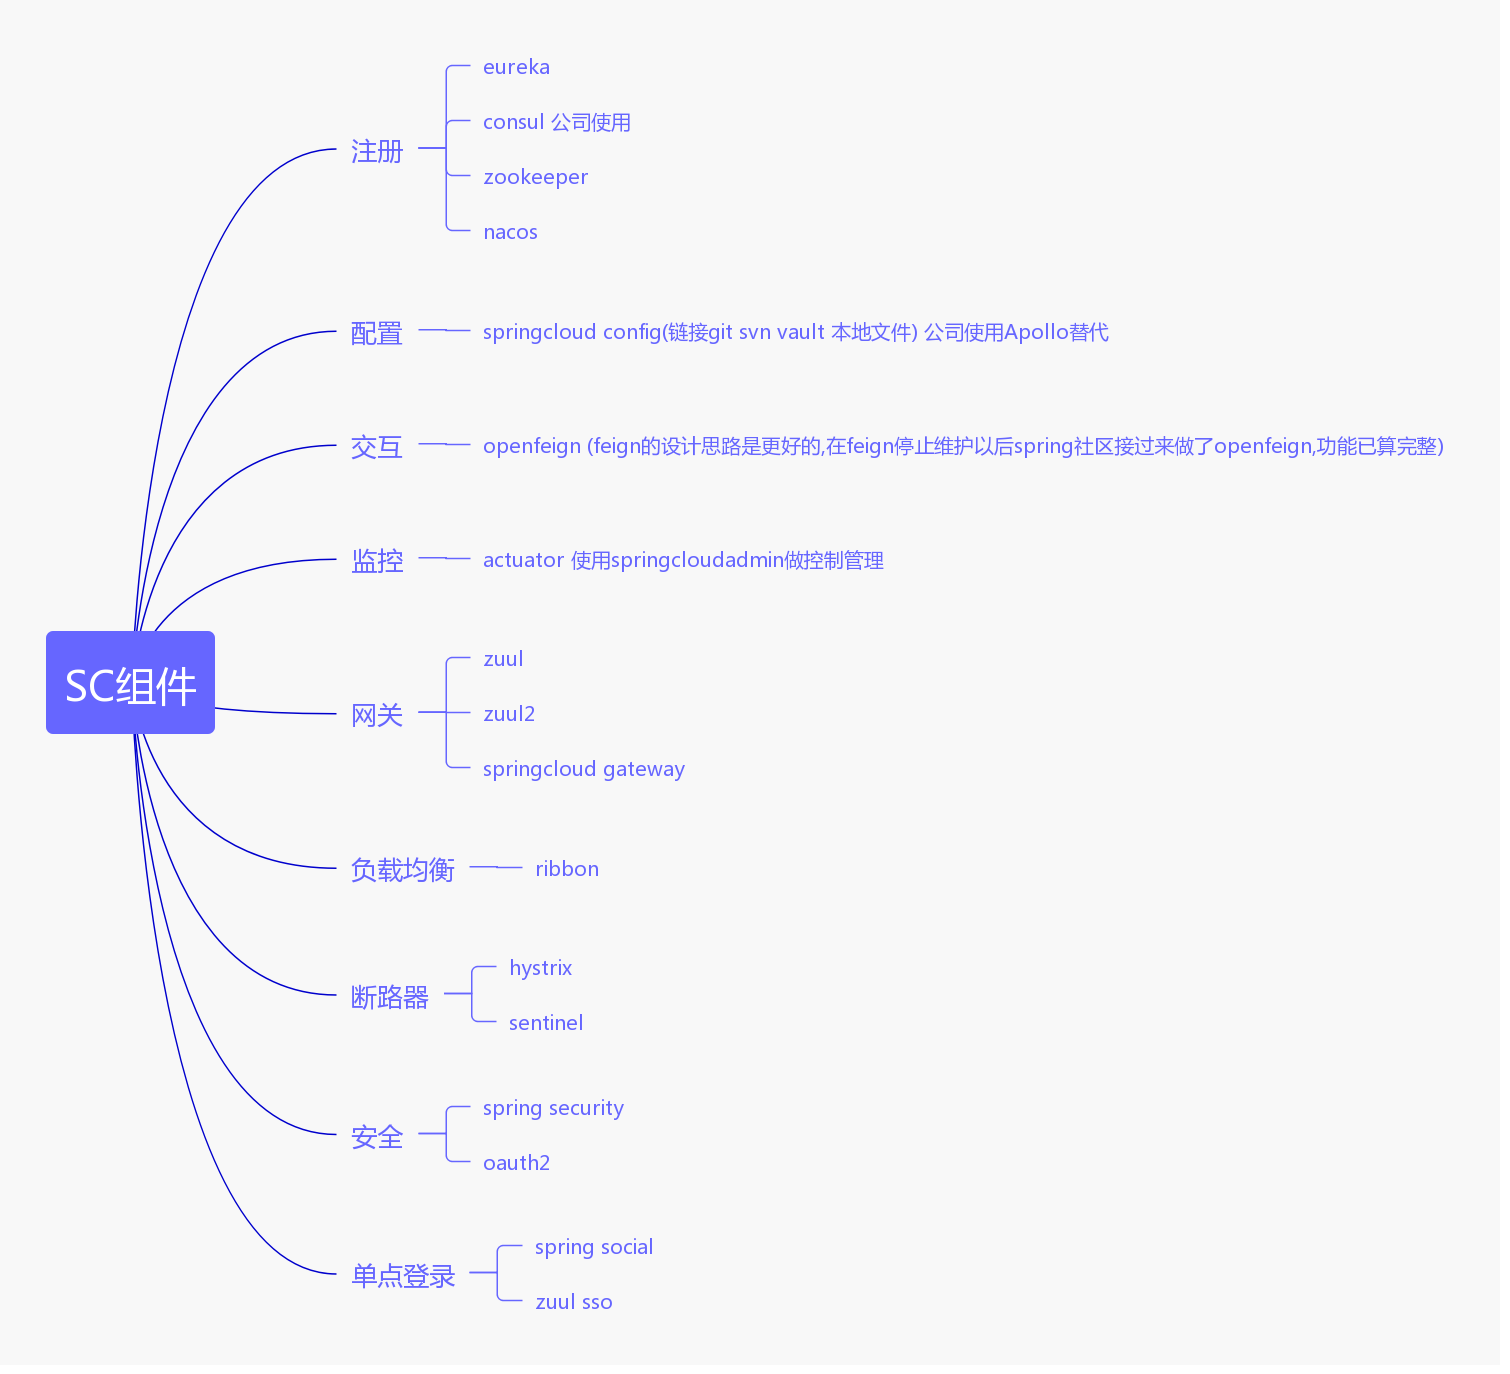 SC组件
注册
eureka
consul 公司使用
zookeeper
nacos
配置
springcloud config(链接git svn vault 本地文件) 公司使用Apollo替代
交互
openfeign (feign的设计思路是更好的,在feign停止维护以后spring社区接过来做了openfeign,功能已算完整)
监控
actuator 使用springcloudadmin做控制管理
网关
zuul
zuul2
springcloud gateway
负载均衡
ribbon
断路器
hystrix
sentinel
安全
spring security
oauth2
单点登录
spring social
zuul sso